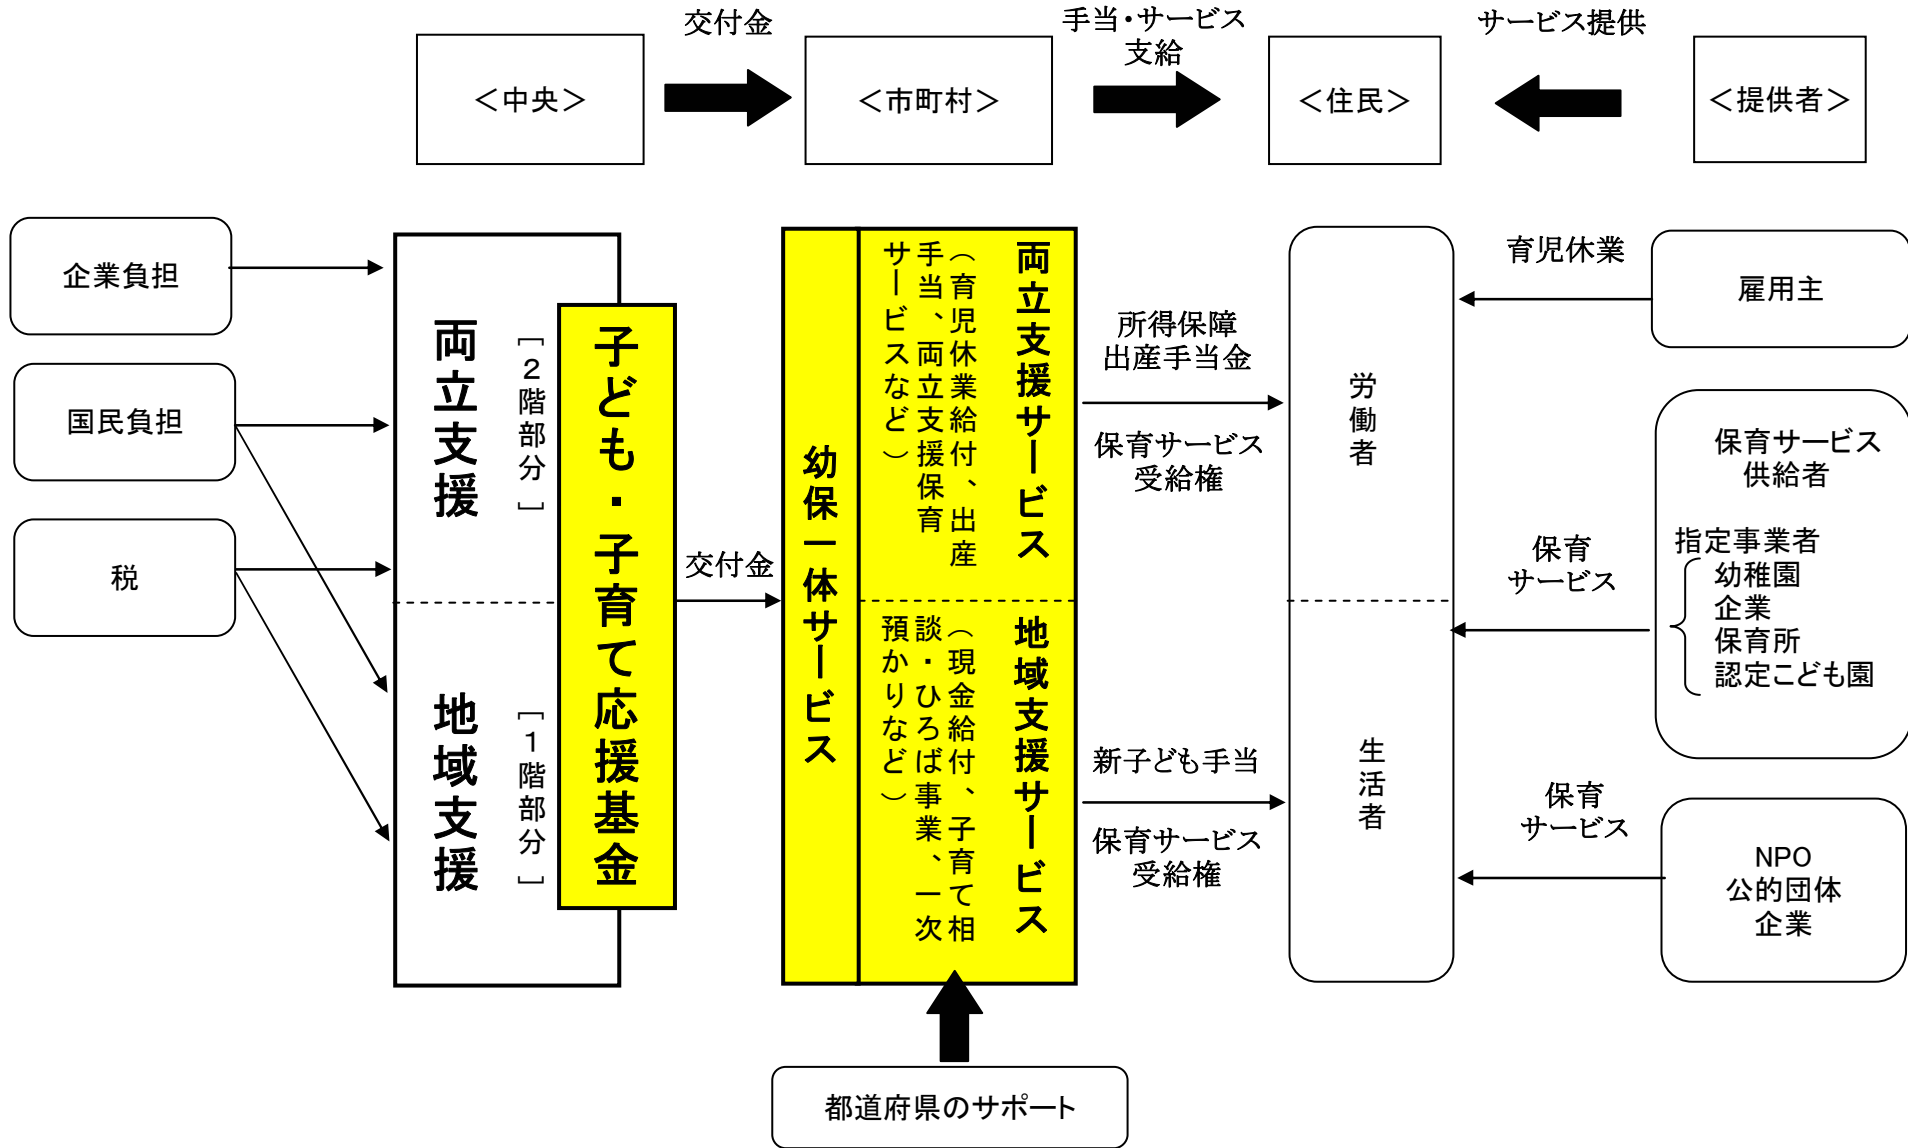 交付金
手当・サービス
支給
サービス提供
＜中央＞
＜市町村＞
＜住民＞
＜提供者＞
企業負担
国民負担
税
両立支援
［２階部分］
地域支援
［１階部分］
子ども・子育て応援基金
交付金
幼保一体サービス
両立支援サービス
（育児休業給付、出産
手当、両立支援保育
サービスなど）
地域支援サービス
（現金給付、子育て相
談・ひろば事業、一次
預かりなど）
所得保障
出産手当金
保育サービス
受給権
新子ども手当
保育サービス
受給権
労働者
生活者
育児休業
保育
サービス
保育
サービス
雇用主
保育サービス
供給者
指定事業者
幼稚園
企業
保育所
認定こども園
NPO
公的団体
企業
都道府県のサポート